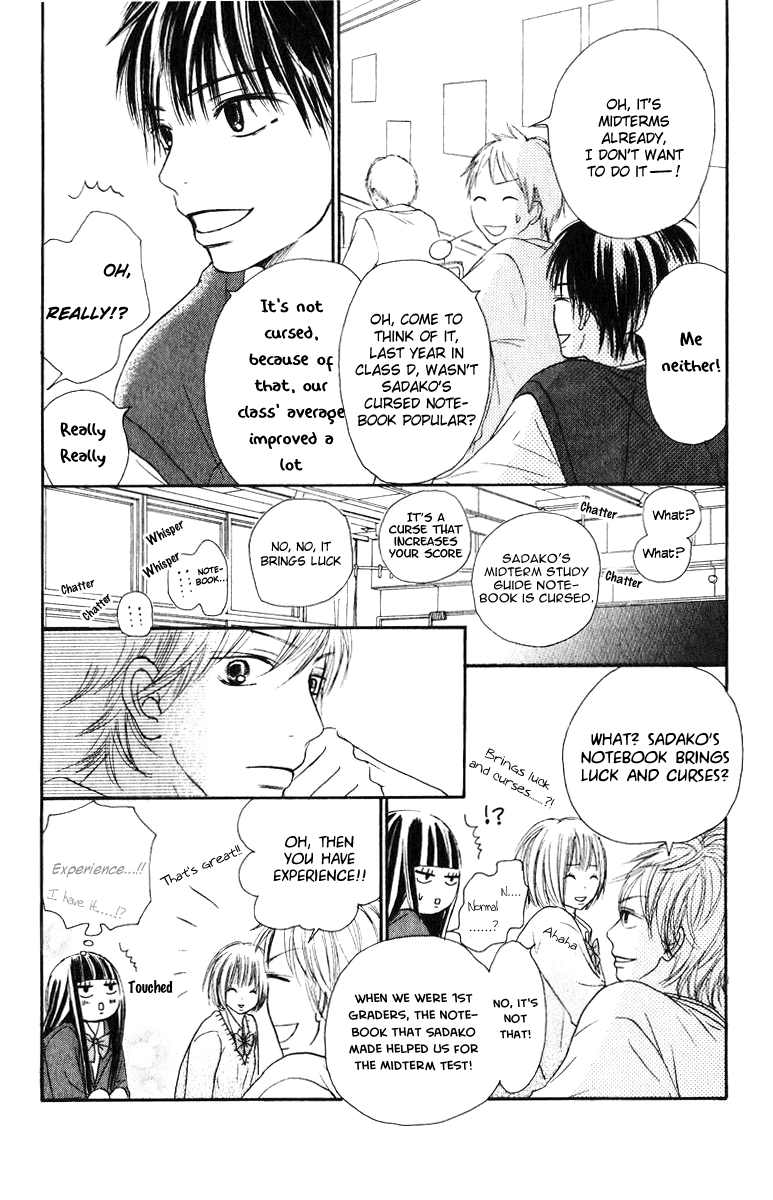 OH, IT'S
MIDTERMS
ALREADY,
I DON'T WANT
TO DO IT—!
Me
neither!
OH, COME TO
THINK OF IT,
LAST YEAR IN
CLASS D, WASN'T
SADAKO'S
CURSED NOTE-
BOOK POPULAR?
It's not
cursed,
because of
that, our
class' average
improved a
lot
OH,
REALLY!?
Really
Really
What?
What?
Chatter
Chatter
SADAKO'S
MIDTERM STUDY
GUIDE NOTE-
BOOK IS CURSED.
IT'S A
CURSE THAT
INCREASES
YOUR SCORE
NO, NO, IT
BRINGS LUCK
Whisper
Whisper
NOTE-
BOOK...
Chatter
Chatter
WHAT? SADAKO'S
NOTEBOOK BRINGS
LUCK AND CURSES?
Brings luck
and curses.....?!
!?
N....
Normal
.......?
Ahaha
NO, IT'S
NOT
THAT!
WHEN WE WERE 1ST
GRADERS, THE NOTE-
BOOK THAT SADAKO
MADE HELPED US FOR
THE MIDTERM TEST!
OH, THEN
YOU HAVE
EXPERIENCE!!
That's great!!
Experience...!!
I have it.....!?
Touched